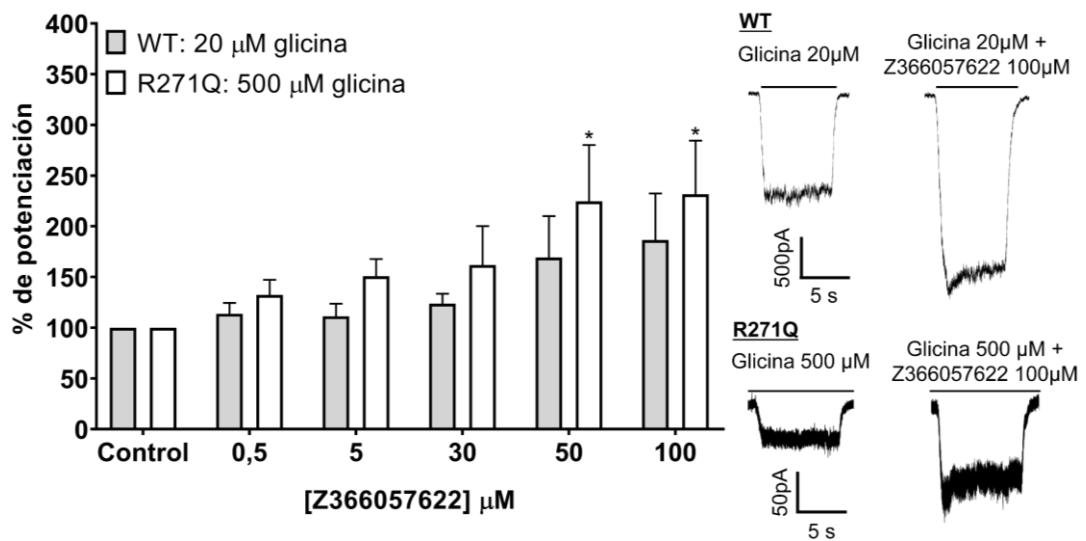 400
350
300
250
200
150
100
50
0
% de potenciación
WT: 20 μM glicina
R271Q: 500 μM glicina
* *
Control 0,5 5 30 50 100
[Z366057622] μM
WT
Glicina 20µM
Glicina 20µM +
Z366057622 100µM
500pA
5 s
R271Q
Glicina 500 µM
Glicina 500 µM +
Z366057622 100µM
50pA
5 s